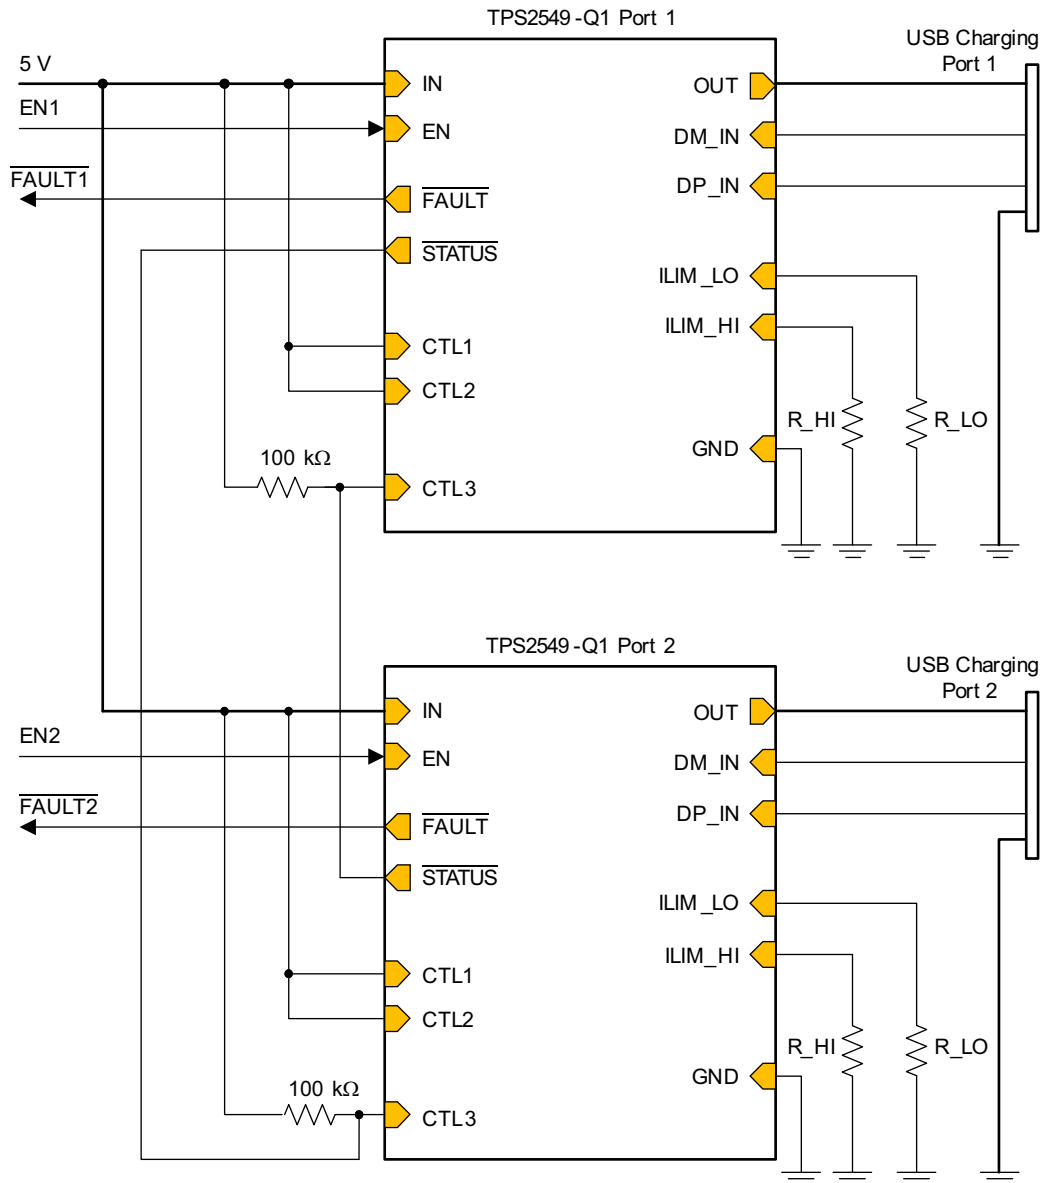 TPS2549-Q1 Port 1
USB Charging
Port 1
5 V
IN
OUT
EN1
EN
DM_IN
FAULT1
FAULT
DP_IN
STATUS
ILIM_LO
ILIM_HI
CTL1
CTL2
R_HI
R_LO
GND
100 kΩ
CTL3
TPS2549-Q1 Port 2
USB Charging
Port 2
IN
OUT
EN2
EN
DM_IN
FAULT2
FAULT
DP_IN
STATUS
ILIM_LO
ILIM_HI
CTL1
CTL2
R_HI
R_LO
GND
100 kΩ
CTL3